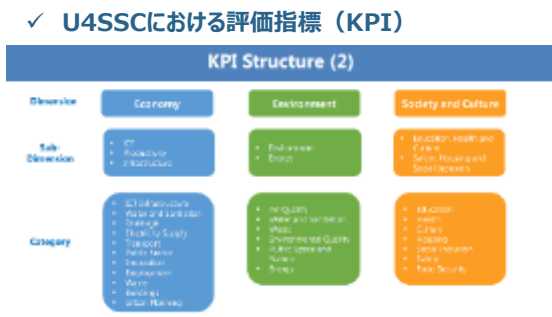 ✓ U4SSCにおける評価指標（KPI）
KPI Structure (2)
Dimension
Economy
Environment
Society and Culture
Sub-
Dimension
• ICT
• Productivity
• Infrastructure
• Environment
• Energy
• Education, Health and
Culture
• Safety, Housing and
Social Inclusion
Category
• ICT Infrastructure
• Water and Sanitation
• Drainage
• Electricity Supply
• Transport
• Public Sector
• Innovation
• Employment
• Waste
• Buildings
• Urban Planning
• Air Quality
• Water and Sanitation
• Waste
• Environmental Quality
• Public Space and
Nature
• Energy
• Education
• Health
• Culture
• Housing
• Social Inclusion
• Safety
• Food Security